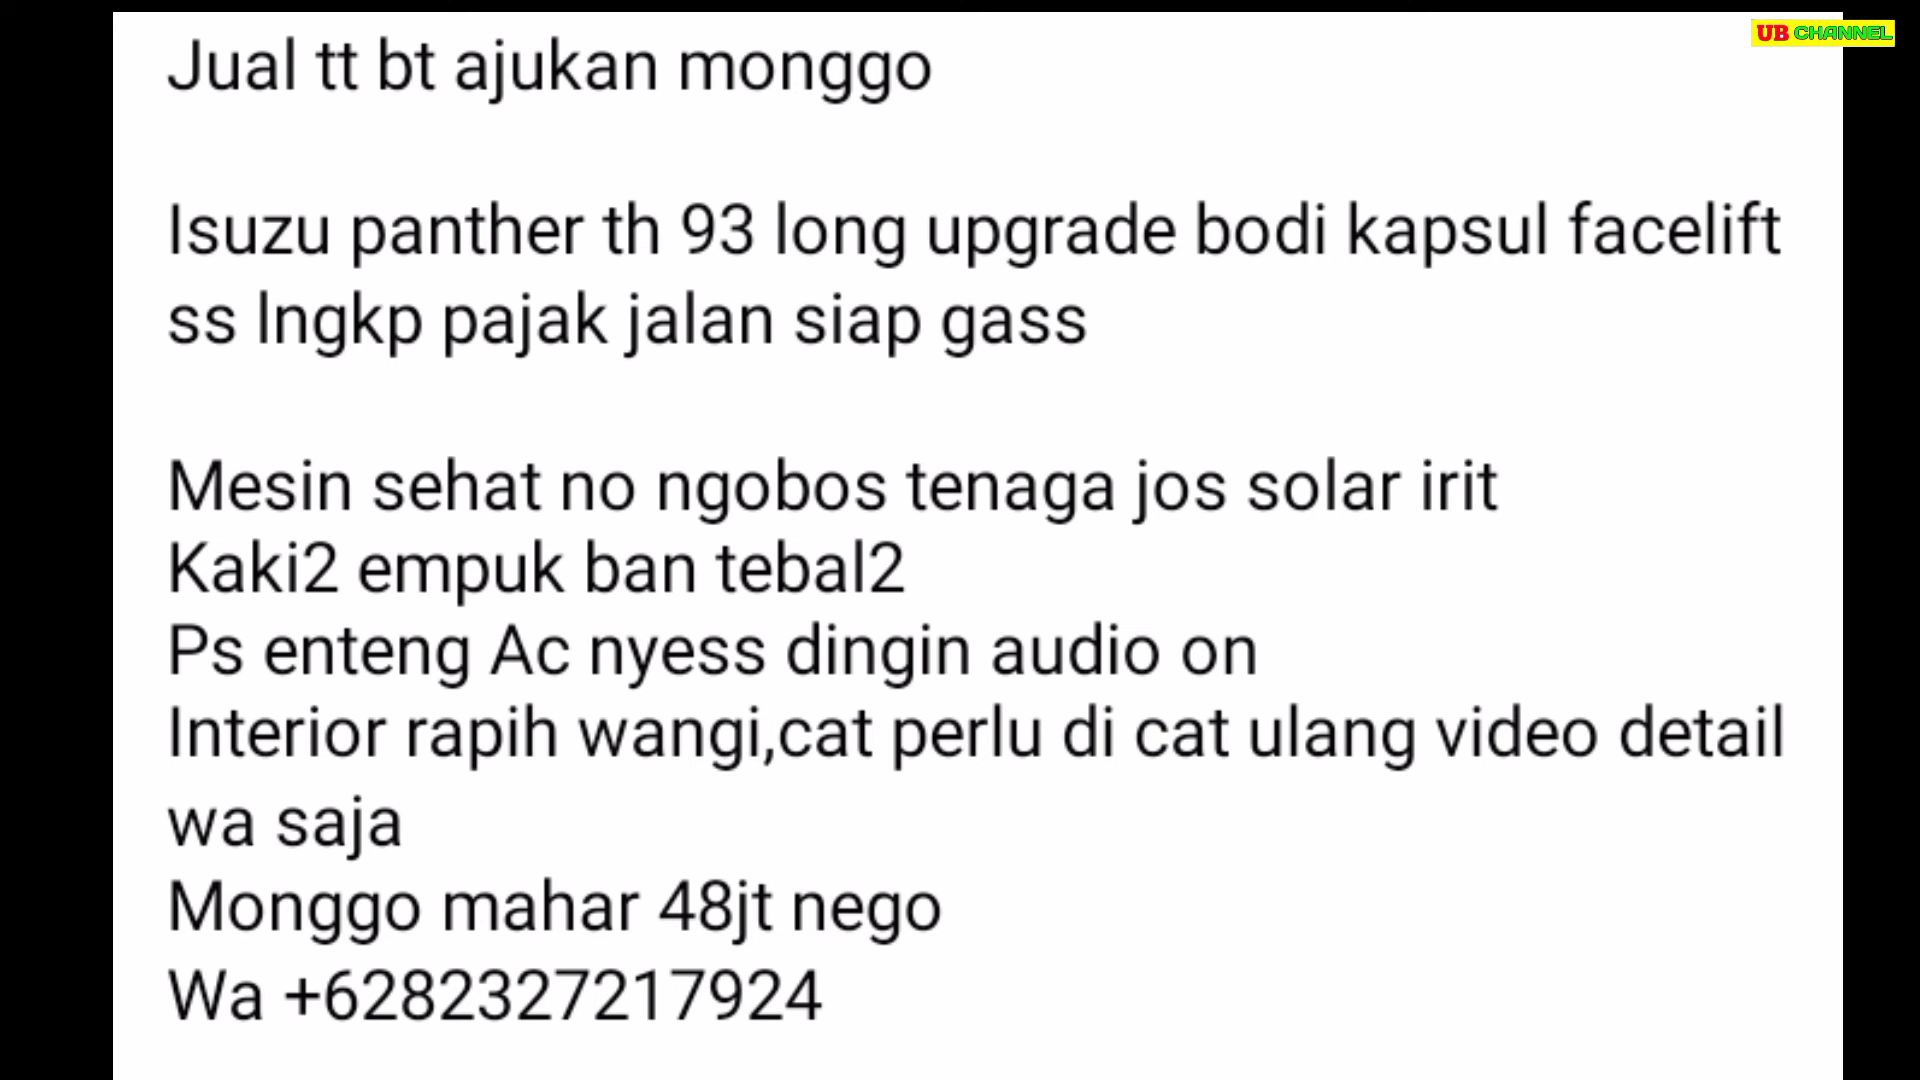 UB CHANNEL
Jual tt bt ajukan monggo
Isuzu panther th 93 long upgrade bodi kapsul facelift
ss lngkp pajak jalan siap gass
Mesin sehat no ngobos tenaga jos solar irit
Kaki2 empuk ban tebal2
Ps enteng Ac nyess dingin audio on
Interior rapih wangi,cat perlu di cat ulang video detail
wa saja
Monggo mahar 48jt nego
Wa +6282327217924